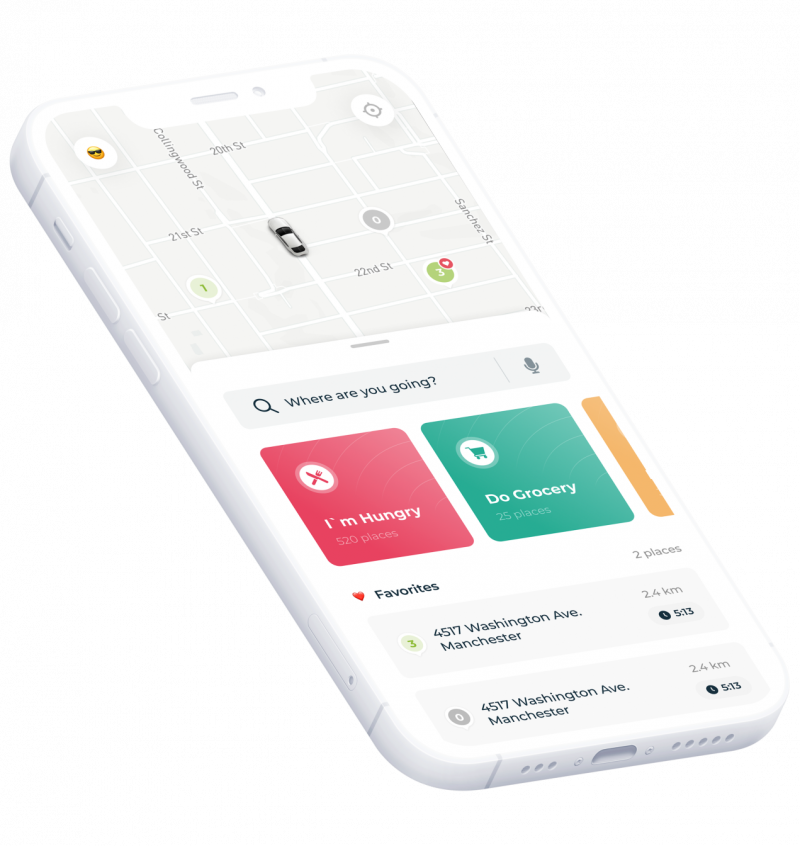 Collingwood St
20th St
0
Sanchez St
21st St
22nd St
3
1
St
Where are you going?
I`m Hungry
520 places
Do Grocery
25 places
2 places
Favorites
2.4 km
4517 Washington Ave.
Manchester
3
5:13
2.4 km
4517 Washington Ave.
Manchester
0
5:13